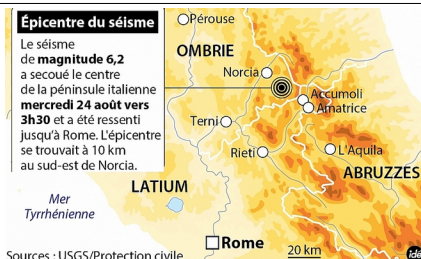 Épicentre du séisme
Le séisme
de magnitude 6,2
a secoué le centre
de la péninsule italienne
mercredi 24 août vers
3h30 et a été ressenti
jusqu'à Rome. L'épicentre
se trouvait à 10 km
au sud-est de Norcia.
Pérouse
OMBRIE
Norcia
Accumoli
Amatrice
Terni
Rieti
L'Aquila
ABRUZZES
LATIUM
Mer
Tyrrhénienne
Rome
20 km
Sources : USGS/Protection civile
idé